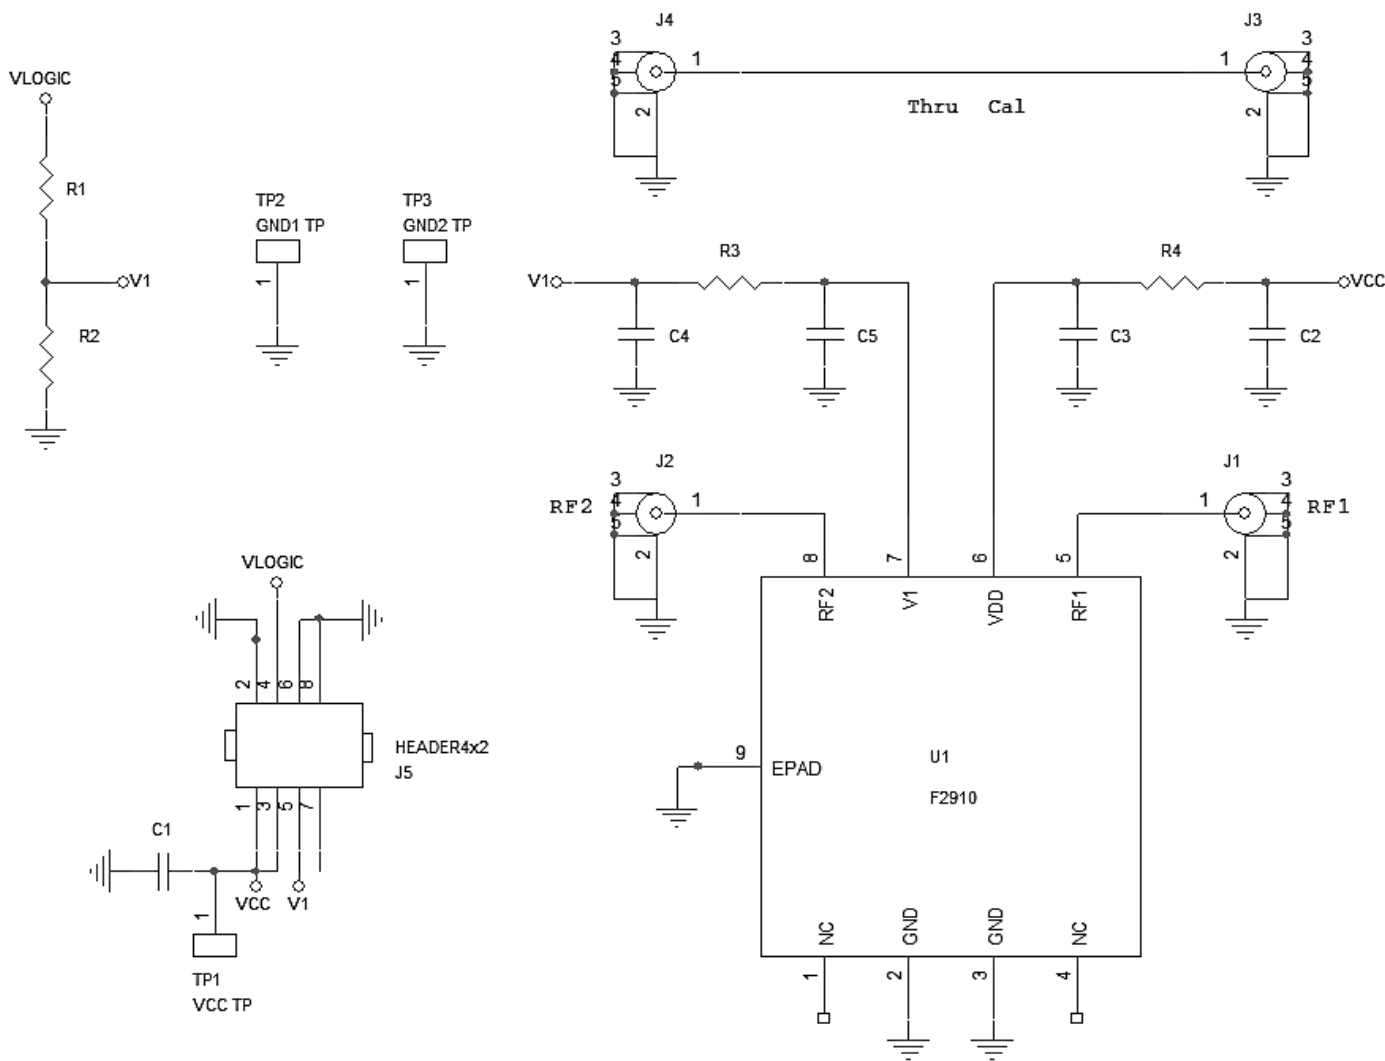 J4
J3
3
4
5
1
2
1
3
4
5
2
Thru Cal
VLOGIC
R1
V1
R2
TP2
GND1 TP
1
TP3
GND2 TP
1
V1
R3
C4
C5
R4
VCC
C3
C2
J2
RF2
3
4
5
1
2
J1
RF1
1
3
4
5
2
8
7
6
5
RF2
V1
VDD
RF1
9
EPAD
U1
F2910
NC
GND
GND
NC
1
2
3
4
VLOGIC
2
4
6
8
HEADER4x2
J5
1
3
5
7
C1
VCC
V1
1
TP1
VCC TP